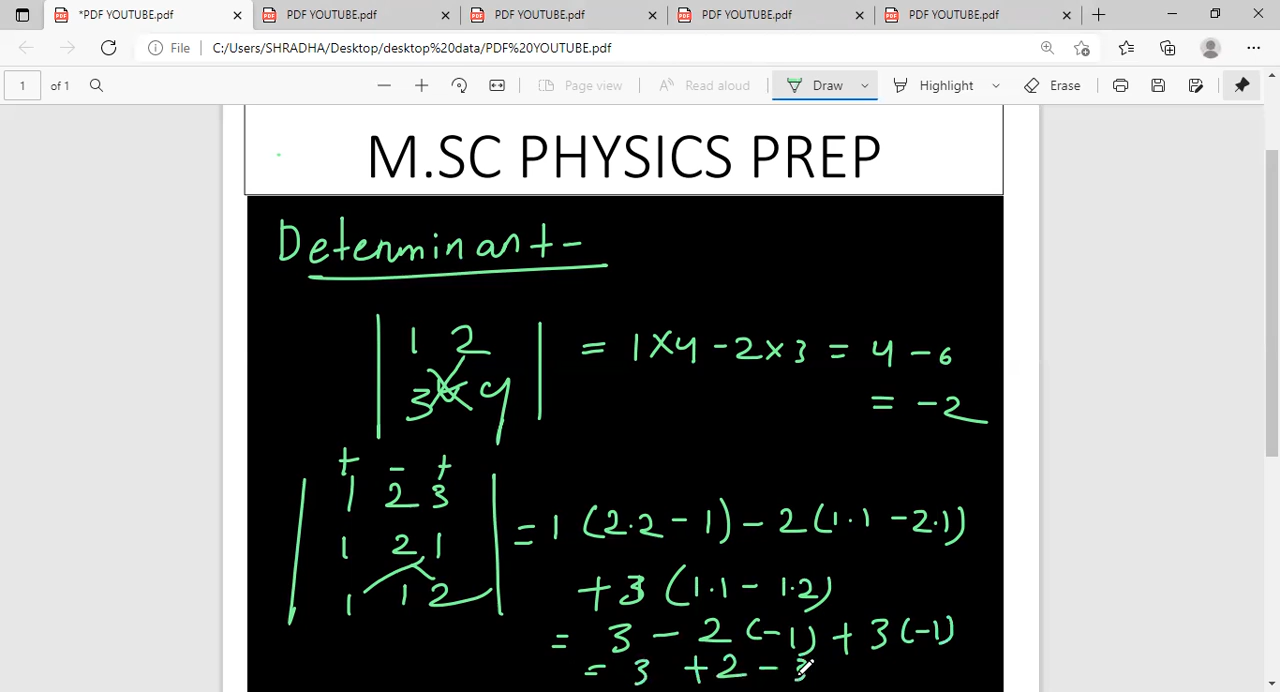 *PDF YOUTUBE.pdf PDF YOUTUBE.pdf PDF YOUTUBE.pdf PDF YOUTUBE.pdf PDF YOUTUBE.pdf
File C:/Users/SHRADHA/Desktop/desktop%20data/PDF%20YOUTUBE.pdf
1 of 1 Page view Read aloud Draw Highlight Erase
M.SC PHYSICS PREP
Determinant-
| 1 2 | = 1×4 - 2×3 = 4 - 6
| 3 4 | = -2
+ - +
| 1 2 3 |
| 1 2 1 | = 1 (2·2 - 1) - 2(1·1 - 2·1)
| 1 1 2 | + 3 (1·1 - 1·2)
= 3 - 2 (-1) + 3 (-1)
= 3 + 2 - 3